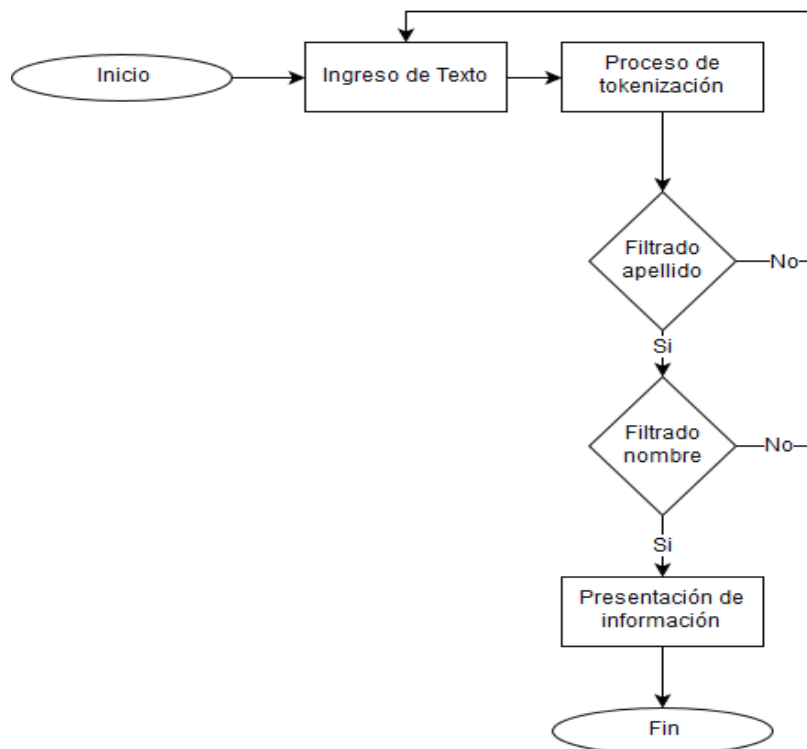 Inicio
Ingreso de Texto
Proceso de
tokenización
Filtrado
apellido
No
Si
Filtrado
nombre
No
Si
Presentación de
información
Fin